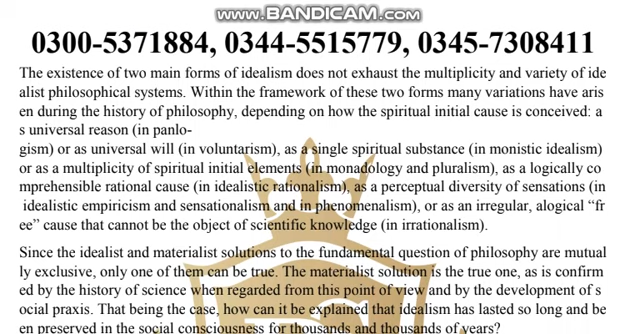 www.BANDICAM.com
0300-5371884, 0344-5515779, 0345-7308411
The existence of two main forms of idealism does not exhaust the multiplicity and variety of ide
alist philosophical systems. Within the framework of these two forms many variations have aris
en during the history of philosophy, depending on how the spiritual initial cause is conceived: a
s universal reason (in panlo-
gism) or as universal will (in voluntarism), as a single spiritual substance (in monistic idealism)
or as a multiplicity of spiritual initial elements (in monadology and pluralism), as a logically co
mprehensible rational cause (in idealistic rationalism), as a perceptual diversity of sensations (in
idealistic empiricism and sensationalism and in phenomenalism), or as an irregular, alogical “fr
ee” cause that cannot be the object of scientific knowledge (in irrationalism).
Since the idealist and materialist solutions to the fundamental question of philosophy are mutual
ly exclusive, only one of them can be true. The materialist solution is the true one, as is confirm
ed by the history of science when regarded from this point of view and by the development of s
ocial praxis. That being the case, how can it be explained that idealism has lasted so long and be
en preserved in the social consciousness for thousands and thousands of years?